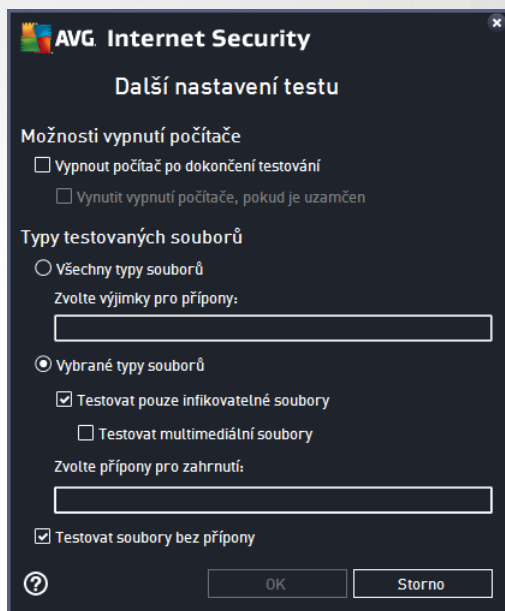 AVG Internet Security
Další nastavení testu
Možnosti vypnutí počítače
Vypnout počítač po dokončení testování
Vynutit vypnutí počítače, pokud je uzamčen
Typy testovaných souborů
Všechny typy souborů
Zvolte výjimky pro přípony:
Vybrané typy souborů
Testovat pouze infikovatelné soubory
Testovat multimediální soubory
Zvolte přípony pro zahrnutí:
Testovat soubory bez přípony
? OK Storno